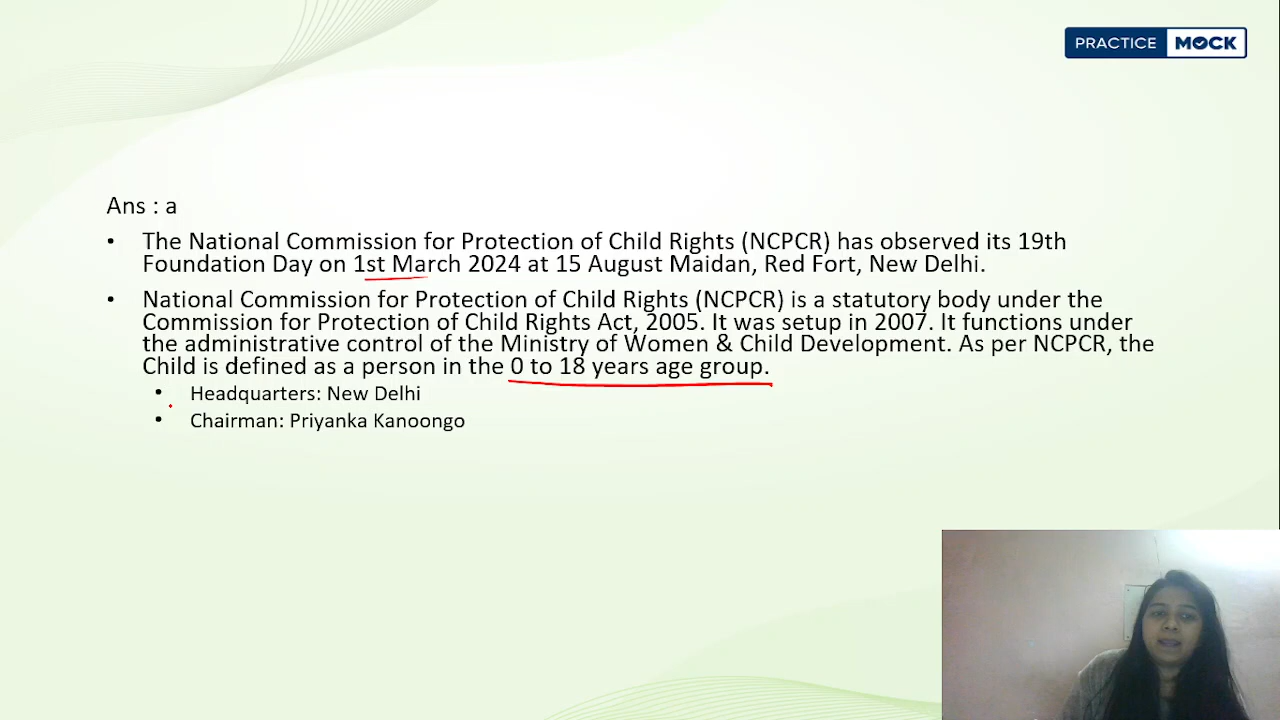 PRACTICE MOCK
Ans : a
• The National Commission for Protection of Child Rights (NCPCR) has observed its 19th
Foundation Day on 1st March 2024 at 15 August Maidan, Red Fort, New Delhi.
• National Commission for Protection of Child Rights (NCPCR) is a statutory body under the
Commission for Protection of Child Rights Act, 2005. It was setup in 2007. It functions under
the administrative control of the Ministry of Women & Child Development. As per NCPCR, the
Child is defined as a person in the 0 to 18 years age group.
• Headquarters: New Delhi
• Chairman: Priyanka Kanoongo